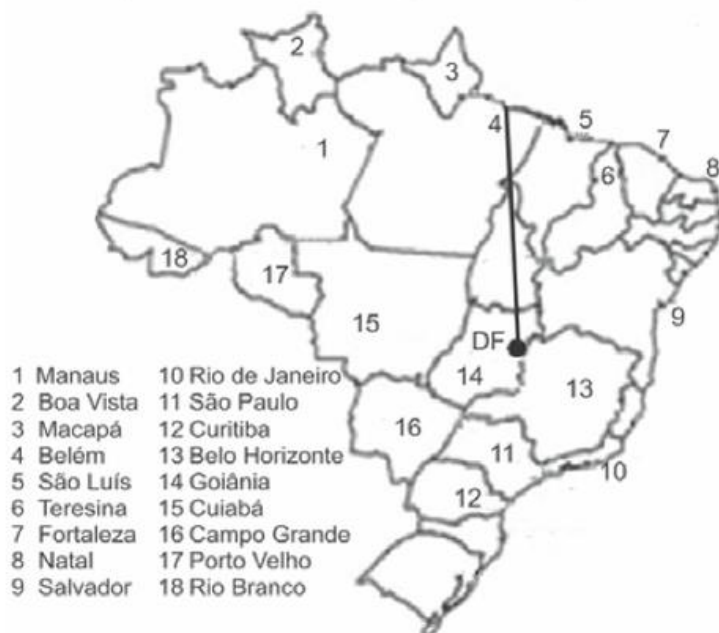 2
3
4
5
7
8
1
6
18
17
9
15
DF
14
13
16
11
10
12
1 Manaus 10 Rio de Janeiro
2 Boa Vista 11 São Paulo
3 Macapá 12 Curitiba
4 Belém 13 Belo Horizonte
5 São Luís 14 Goiânia
6 Teresina 15 Cuiabá
7 Fortaleza 16 Campo Grande
8 Natal 17 Porto Velho
9 Salvador 18 Rio Branco